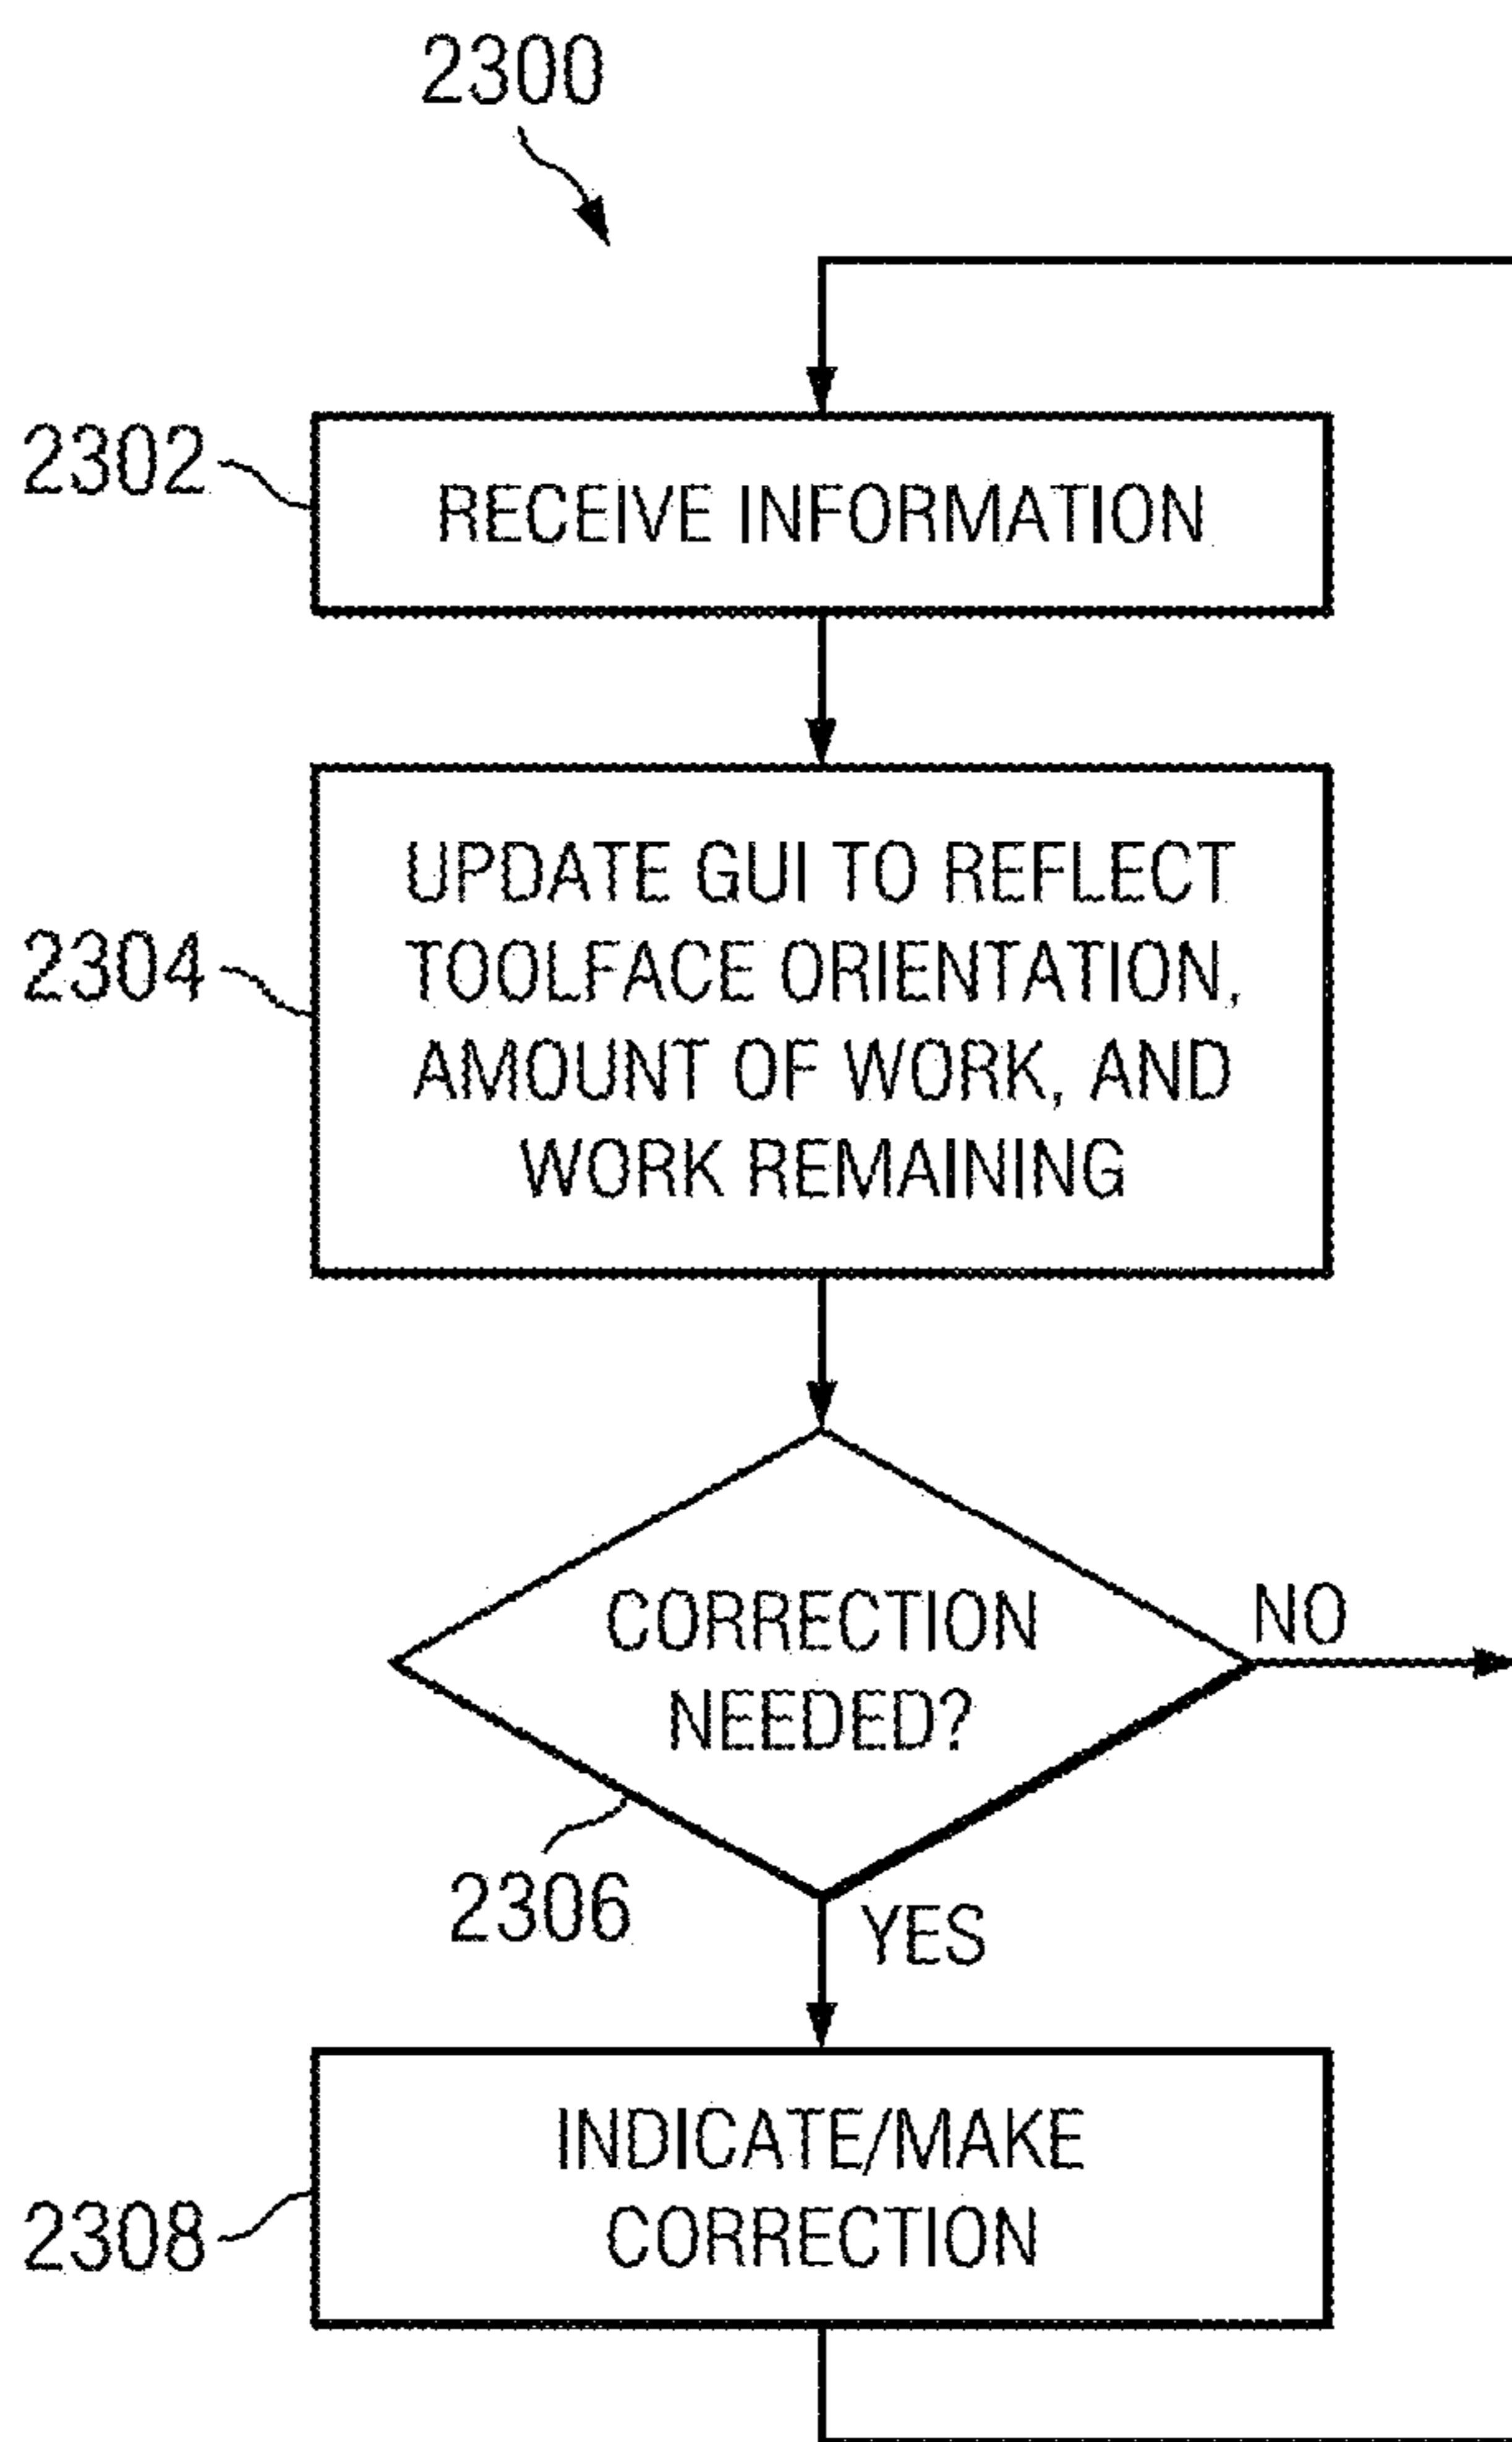 2300
2302
RECEIVE INFORMATION
2304
UPDATE GUI TO REFLECT
TOOLFACE ORIENTATION,
AMOUNT OF WORK, AND
WORK REMAINING
CORRECTION
NEEDED?
NO
2306
YES
2308
INDICATE/MAKE
CORRECTION